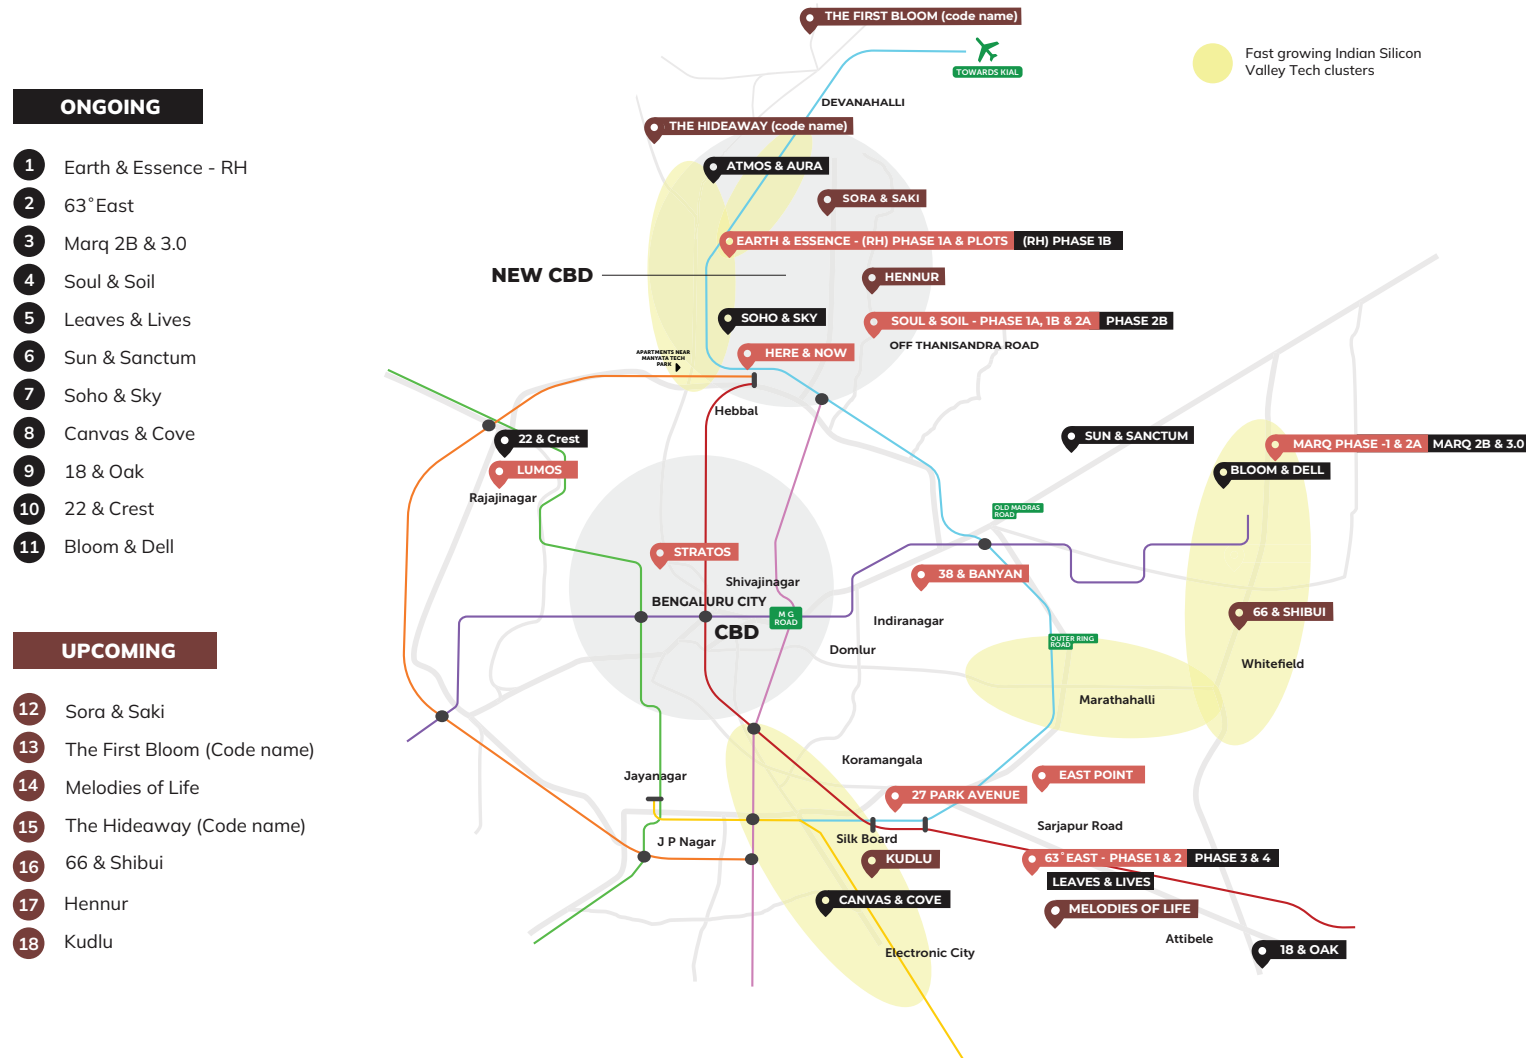 THE FIRST BLOOM (code name)
TOWARDS KIAL
Fast growing Indian Silicon
Valley Tech clusters
ONGOING
1 Earth & Essence - RH
2 63°East
3 Marq 2B & 3.0
4 Soul & Soil
5 Leaves & Lives
6 Sun & Sanctum
7 Soho & Sky
8 Canvas & Cove
9 18 & Oak
10 22 & Crest
11 Bloom & Dell
UPCOMING
12 Sora & Saki
13 The First Bloom (Code name)
14 Melodies of Life
15 The Hideaway (Code name)
16 66 & Shibui
17 Hennur
18 Kudlu
DEVANAHALLI
THE HIDEAWAY (code name)
ATMOS & AURA
SORA & SAKI
EARTH & ESSENCE - (RH) PHASE 1A & PLOTS (RH) PHASE 1B
NEW CBD
HENNUR
SOHO & SKY
SOUL & SOIL - PHASE 1A, 1B & 2A PHASE 2B
OFF THANISANDRA ROAD
APARTMENTS NEAR
MANYATA TECH
PARK
HERE & NOW
Hebbal
22 & Crest
LUMOS
Rajajinagar
SUN & SANCTUM
MARQ PHASE -1 & 2A MARQ 2B & 3.0
BLOOM & DELL
OLD MADRAS
ROAD
STRATOS
Shivajinagar
38 & BANYAN
BENGALURU CITY
M G
ROAD
CBD
Indiranagar
66 & SHIBUI
OUTER RING
ROAD
Domlur
Whitefield
Marathahalli
Koramangala
Jayanagar
EAST POINT
27 PARK AVENUE
Sarjapur Road
Silk Board
J P Nagar
KUDLU
63°EAST - PHASE 1 & 2 PHASE 3 & 4
LEAVES & LIVES
CANVAS & COVE
MELODIES OF LIFE
Attibele
Electronic City
18 & OAK